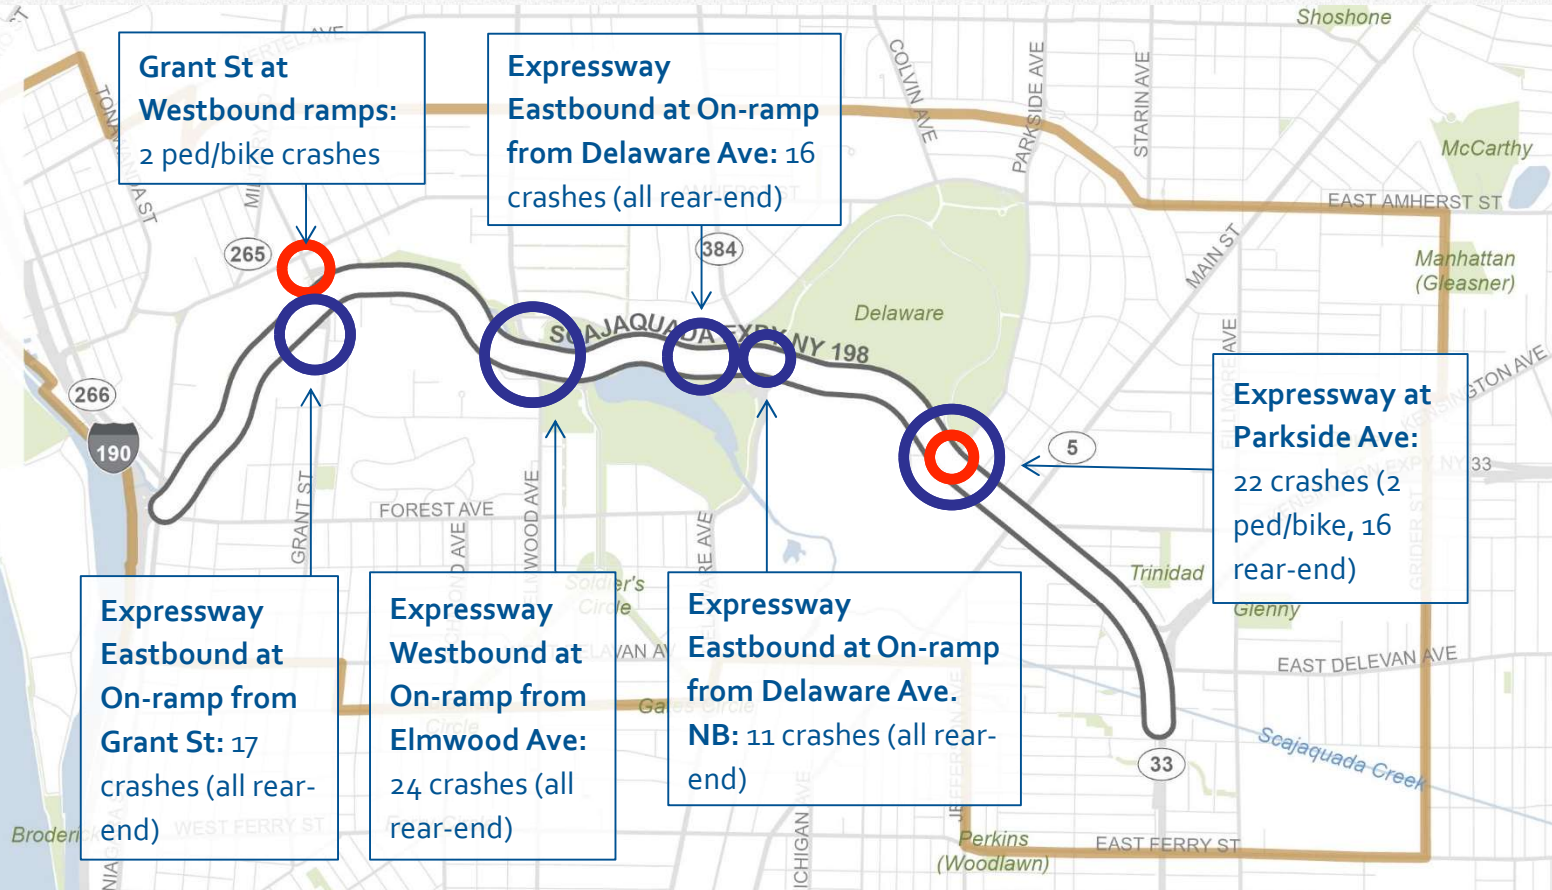 Shoshone
Grant St at
Westbound ramps:
2 ped/bike crashes
Expressway
Eastbound at On-ramp
from Delaware Ave: 16
crashes (all rear-end)
COLVIN AVE
PARKSIDE AVE
STARIN AVE
McCarthy
EAST AMHERST ST
265
384
MAIN ST
Manhattan
(Gleasner)
Delaware
SCAJAQUADA EXPY NY 198
266
190
5
33
Expressway at
Parkside Ave:
22 crashes (2
ped/bike, 16
rear-end)
GRANT ST
FOREST AVE
ELMWOOD AVE
Trinidad
Glenny
Soldier's
Circle
Expressway
Eastbound at
On-ramp from
Grant St: 17
crashes (all rear-
end)
Expressway
Westbound at
On-ramp from
Elmwood Ave:
24 crashes (all
rear-end)
Expressway
Eastbound at On-ramp
from Delaware Ave.
NB: 11 crashes (all rear-
end)
EAST DELEVAN AVE
Scajaquada Creek
33
WEST FERRY ST
EAST FERRY ST
Perkins
(Woodlawn)